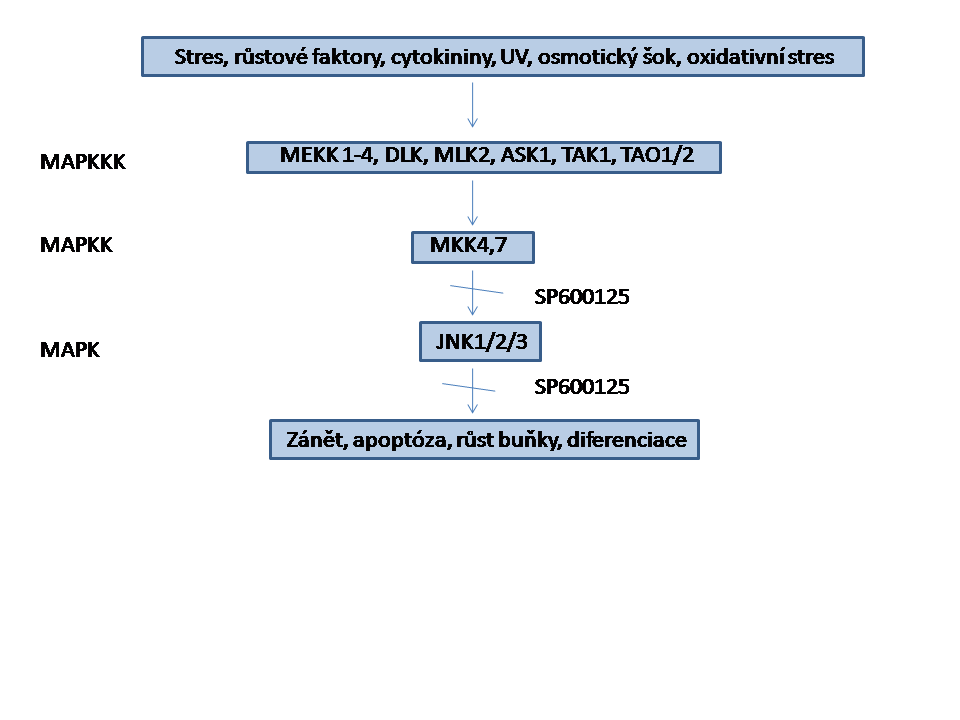 Stres, růstové faktory, cytokininy, UV, osmotický šok, oxidativní stres
MAPKKK
MEKK 1-4, DLK, MLK2, ASK1, TAK1, TAO1/2
MAPKK
MKK4,7
SP600125
MAPK
JNK1/2/3
SP600125
Zánět, apoptóza, růst buňky, diferenciace